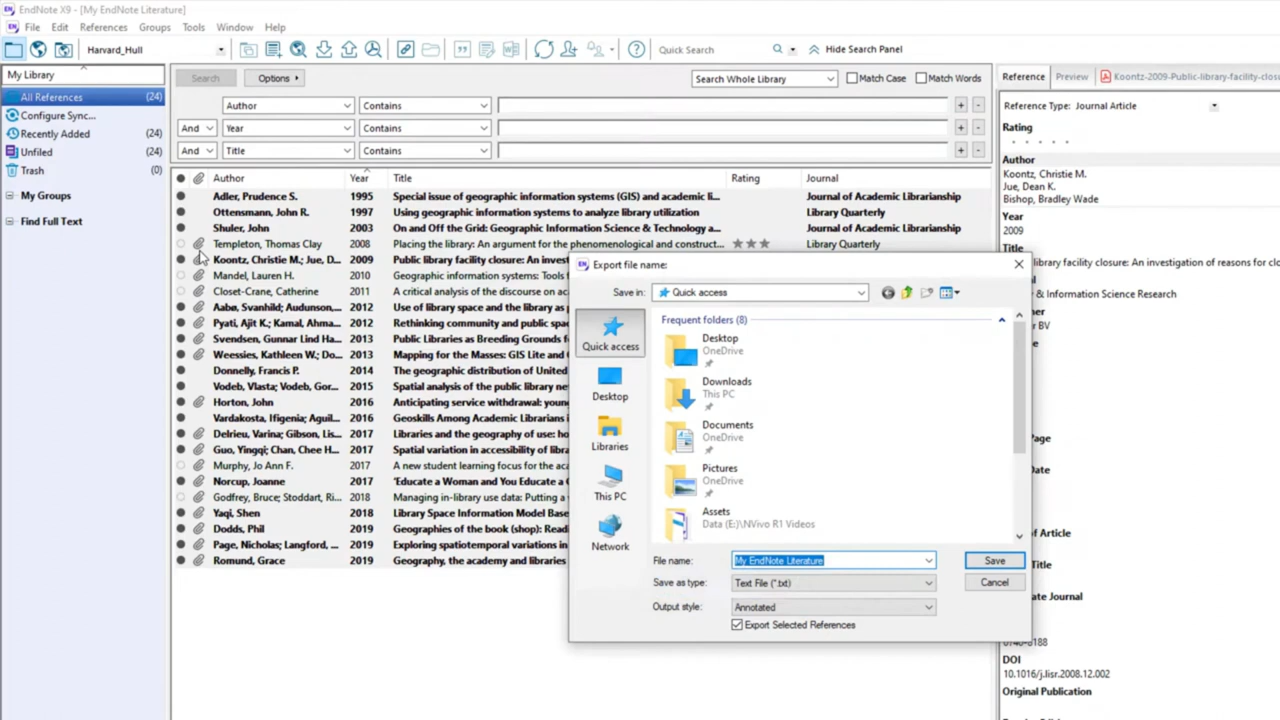 EndNote X9 - [My EndNote Literature]
File Edit References Groups Tools Window Help
Harvard_Hull
Quick Search
Hide Search Panel
My Library
All References (24)
Configure Sync...
Recently Added (24)
Unfiled (24)
Trash (0)
My Groups
Find Full Text
Search Options
Search Whole Library Match Case Match Words
Author Contains + -
And Year Contains + -
And Title Contains + -
Author Year Title Rating Journal
Adler, Prudence S. 1995 Special issue of geographic information systems (GIS) and academic li... Journal of Academic Librarianship
Ottensmann, John R. 1997 Using geographic information systems to analyze library utilization Library Quarterly
Shuler, John 2003 On and Off the Grid: Geographic Information Science & Technology a... Journal of Academic Librarianship
Templeton, Thomas Clay 2008 Placing the library: An argument for the phenomenological and construct... ★★★ Library Quarterly
Koontz, Christie M.; Jue, D... 2009 Public library facility closure: An invest
Mandel, Lauren H. 2010 Geographic information systems: Tools f
Closet-Crane, Catherine 2011 A critical analysis of the discourse on ac
Aabø, Svanhild; Audunson,... 2012 Use of library space and the library as p
Pyati, Ajit K.; Kamal, Ahma... 2012 Rethinking community and public spac
Svendsen, Gunnar Lind Ha... 2013 Public Libraries as Breeding Grounds f
Weessies, Kathleen W.; Do... 2013 Mapping for the Masses: GIS Lite and
Donnelly, Francis P. 2014 The geographic distribution of United
Vodeb, Vlasta; Vodeb, Gor... 2015 Spatial analysis of the public library ne
Horton, John 2016 Anticipating service withdrawal: young
Vardakosta, Ifigenia; Aguil... 2016 Geoskills Among Academic Librarians i
Delrieu, Varina; Gibson, Lis... 2017 Libraries and the geography of use: ho
Guo, Yingqi; Chan, Chee H... 2017 Spatial variation in accessibility of libra
Murphy, Jo Ann F. 2017 A new student learning focus for the aca
Norcup, Joanne 2017 'Educate a Woman and You Educate a
Godfrey, Bruce; Stoddart, Ri... 2018 Managing in-library use data: Putting a
Yaqi, Shen 2018 Library Space Information Model Base
Dodds, Phil 2019 Geographies of the book (shop): Readi
Page, Nicholas; Langford, ... 2019 Exploring spatiotemporal variations in
Romund, Grace 2019 Geography, the academy and libraries
Export file name:
Save in: Quick access
Quick access
Desktop
Libraries
This PC
Network
Frequent folders (8)
Desktop
OneDrive
Downloads
This PC
Documents
OneDrive
Pictures
OneDrive
Assets
Data (E:)\NVivo R1 Videos
File name: My EndNote Literature Save
Save as type: Text File (*.txt) Cancel
Output style: Annotated
Export Selected References
Reference Preview Koontz-2009-Public-library-facility-closu
Reference Type: Journal Article
Rating
Author
Koontz, Christie M.
Jue, Dean K.
Bishop, Bradley Wade
Year
2009
Title
library facility closure: An investigation of reasons for clo
& Information Science Research
her
BV
e
Page
Date
of Article
Title
ate Journal
DOI
10.1016/j.lisr.2008.12.002
Original Publication